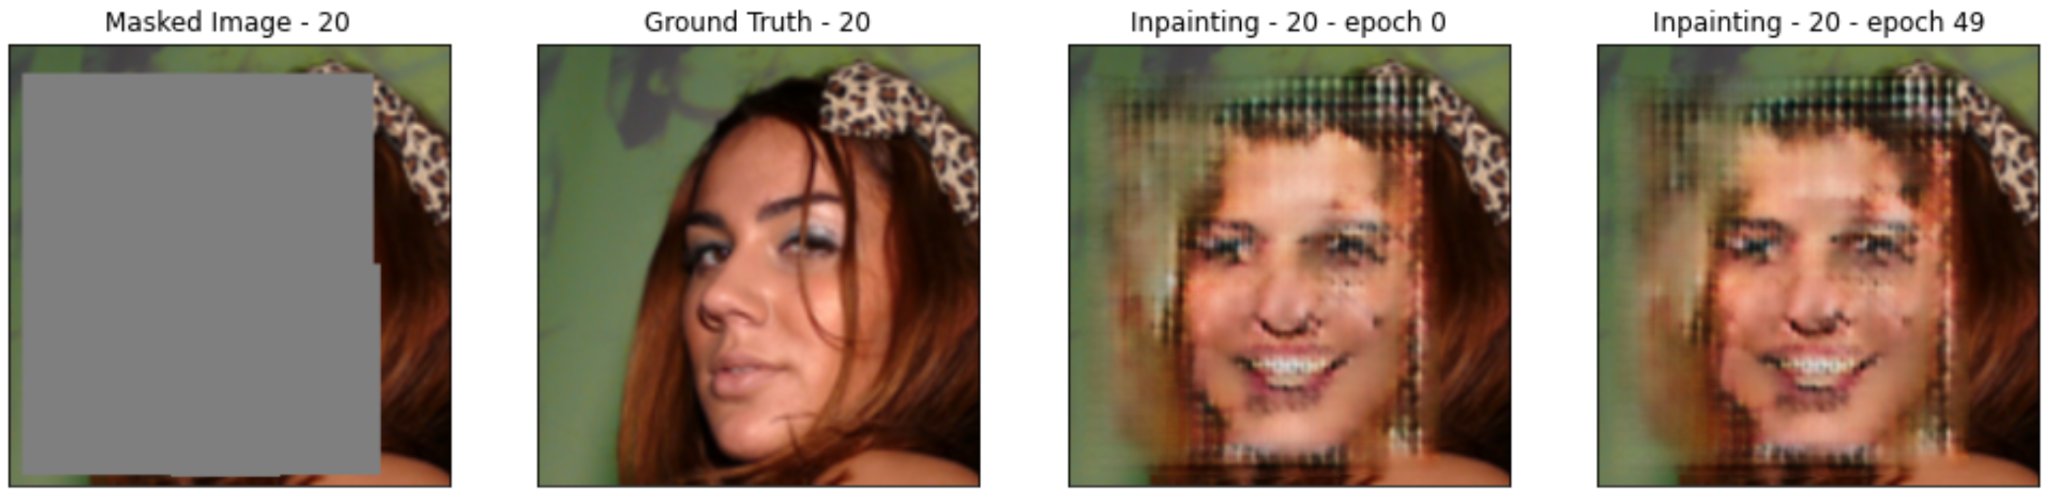 Masked Image - 20
Ground Truth - 20
Inpainting - 20 - epoch 0
Inpainting - 20 - epoch 49